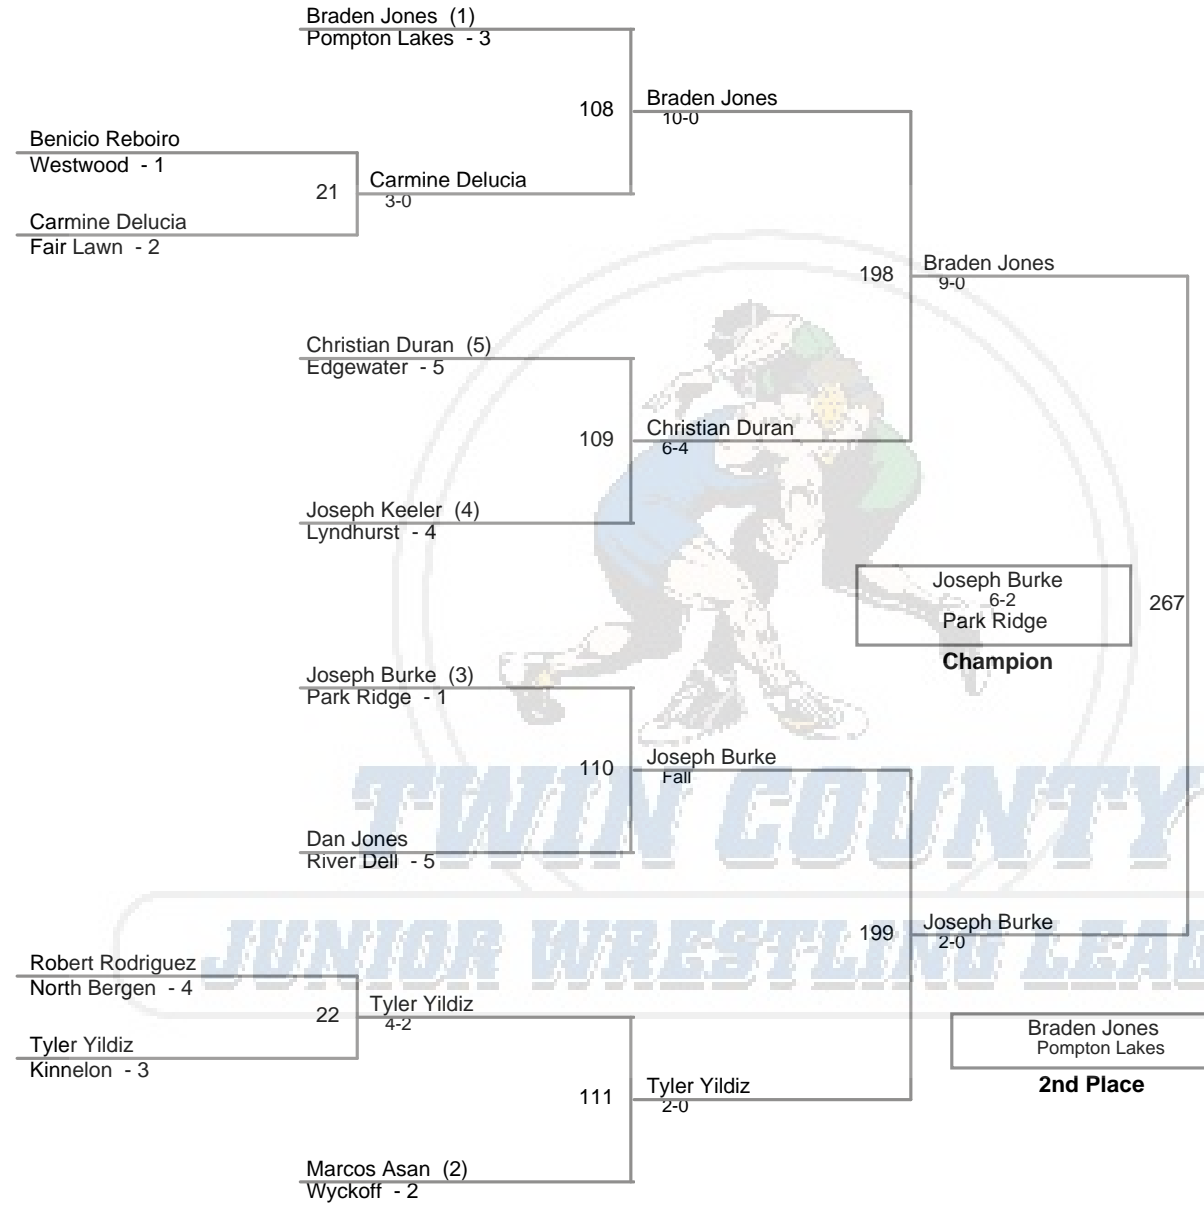 Braden Jones (1)
Pompton Lakes - 3
108
Braden Jones
10-0
Benicio Reboiro
Westwood - 1
21
Carmine Delucia
3-0
Carmine Delucia
Fair Lawn - 2
198
Braden Jones
9-0
Christian Duran (5)
Edgewater - 5
109
Christian Duran
6-4
Joseph Keeler (4)
Lyndhurst - 4
Joseph Burke
6-2
Park Ridge
267
Champion
Joseph Burke (3)
Park Ridge - 1
110
Joseph Burke
Fall
TWIN COUNTY
Dan Jones
River Dell - 5
199
Joseph Burke
2-0
JUNIOR WRESTLING LEAG
Robert Rodriguez
North Bergen - 4
22
Tyler Yildiz
4-2
Tyler Yildiz
Kinnelon - 3
Braden Jones
Pompton Lakes
2nd Place
111
Tyler Yildiz
2-0
Marcos Asan (2)
Wyckoff - 2